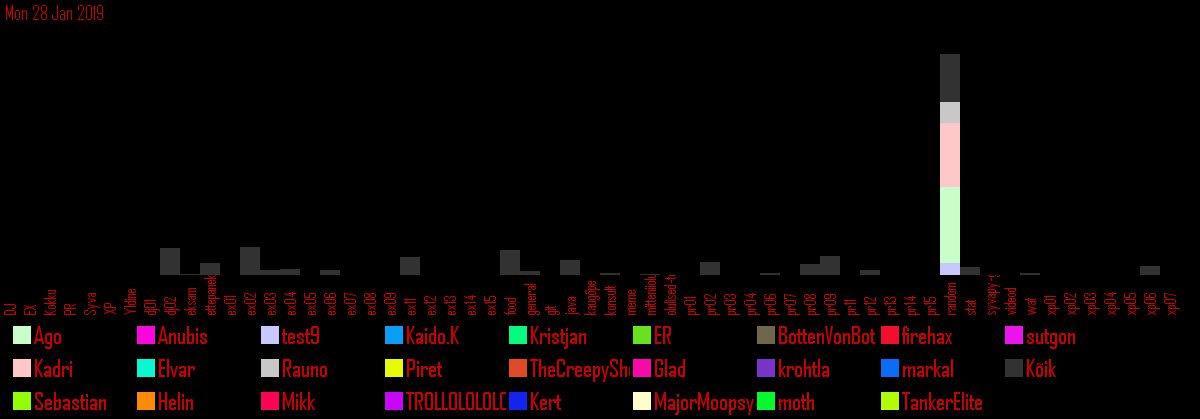 Mon 28 Jan 2019
DJ EX Kokku PR Syva XP Yldine dj01 dj02 eksam ettepanek ex01 ex02 ex03 ex04 ex05 ex06 ex07 ex08 ex09 ex11 ex12 ex13 ex14 ex15 food general git java konsult meme pr01 pr02 pr03 pr04 pr06 pr07 pr08 pr09 pr11 pr12 pr13 pr14 pr15 random stat videod wat xp01 xp02 xp03 xp04 xp05 xp06 xp07
Ago Anubis test9 Kaido.K Kristjan ER BottenVonBot firehax sutgon
Kadri Elvar Rauno Piret TheCreepySh Glad krohtla markal Kõik
Sebastian Helin Mikk TROLLOLOLOLO Kert MajorMoopsy moth TankerElite